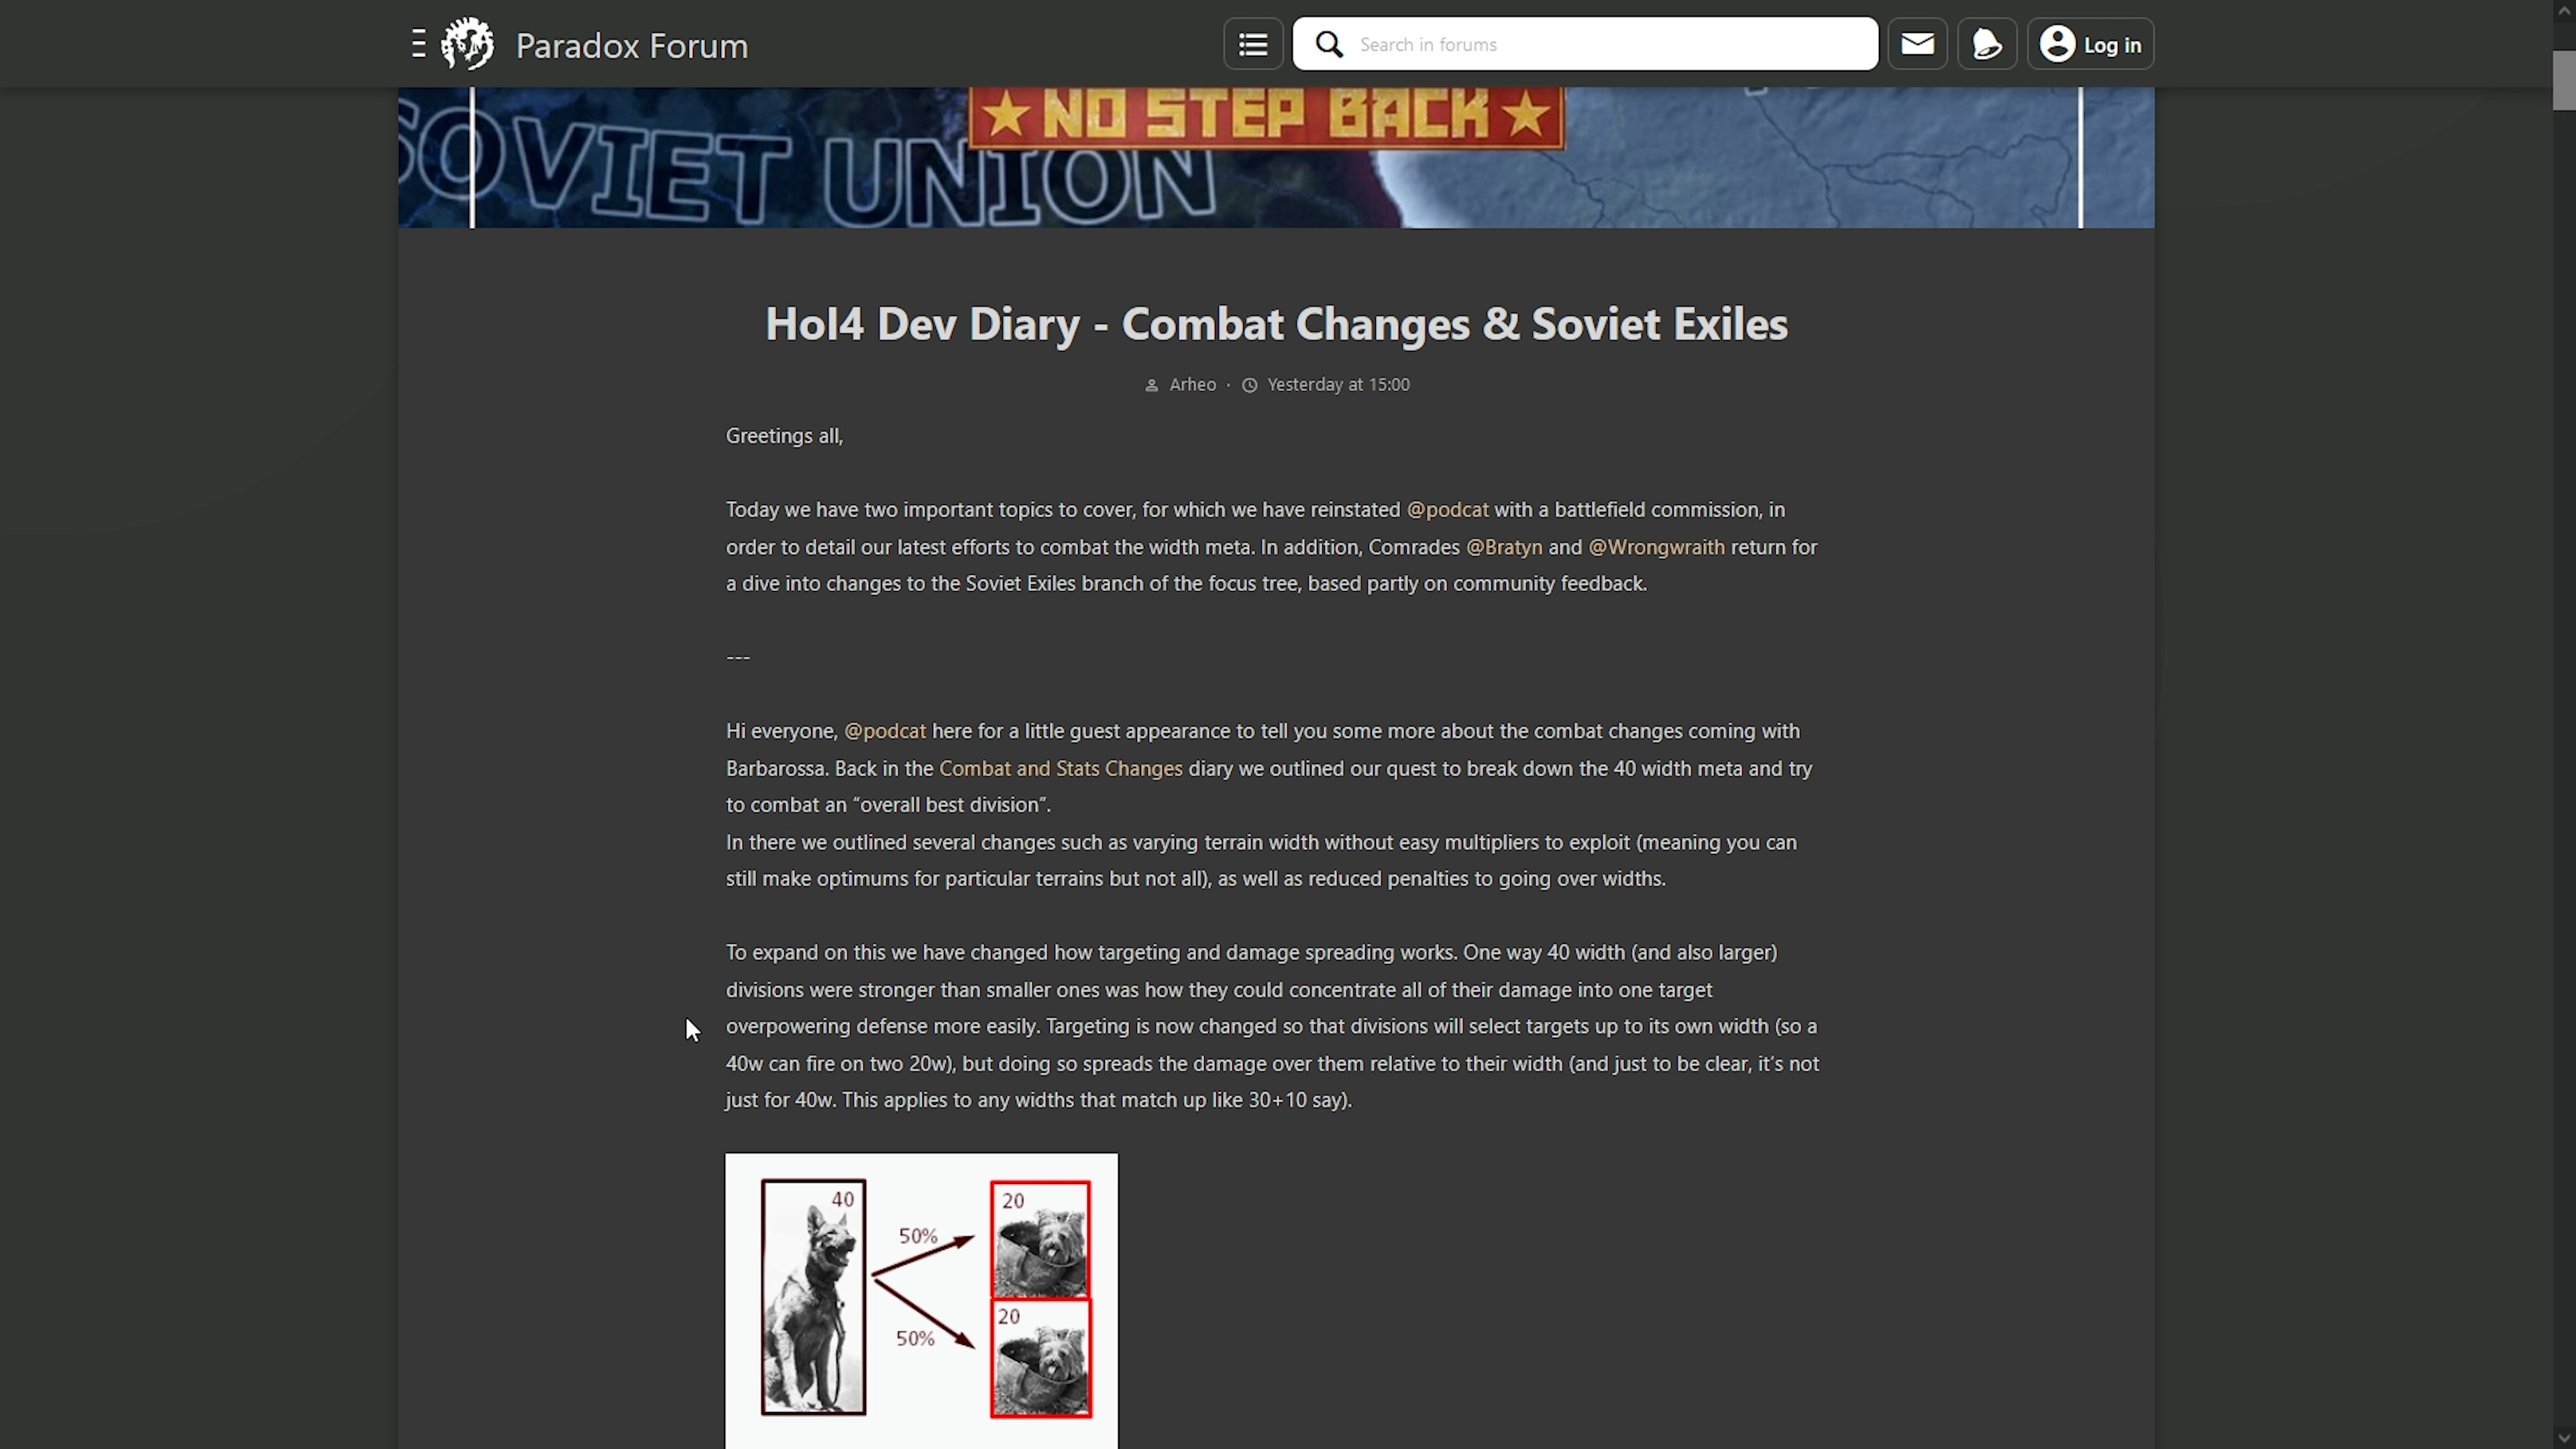 Paradox Forum
Search in forums
Log in
★ NO STEP BACK ★
SOVIET UNION
HoI4 Dev Diary - Combat Changes & Soviet Exiles
Arheo · Yesterday at 15:00
Greetings all,
Today we have two important topics to cover, for which we have reinstated @podcat with a battlefield commission, in
order to detail our latest efforts to combat the width meta. In addition, Comrades @Bratyn and @Wrongwraith return for
a dive into changes to the Soviet Exiles branch of the focus tree, based partly on community feedback.
---
Hi everyone, @podcat here for a little guest appearance to tell you some more about the combat changes coming with
Barbarossa. Back in the Combat and Stats Changes diary we outlined our quest to break down the 40 width meta and try
to combat an “overall best division”.
In there we outlined several changes such as varying terrain width without easy multipliers to exploit (meaning you can
still make optimums for particular terrains but not all), as well as reduced penalties to going over widths.
To expand on this we have changed how targeting and damage spreading works. One way 40 width (and also larger)
divisions were stronger than smaller ones was how they could concentrate all of their damage into one target
overpowering defense more easily. Targeting is now changed so that divisions will select targets up to its own width (so a
40w can fire on two 20w), but doing so spreads the damage over them relative to their width (and just to be clear, it's not
just for 40w. This applies to any widths that match up like 30+10 say).
40
50%
20
50%
20